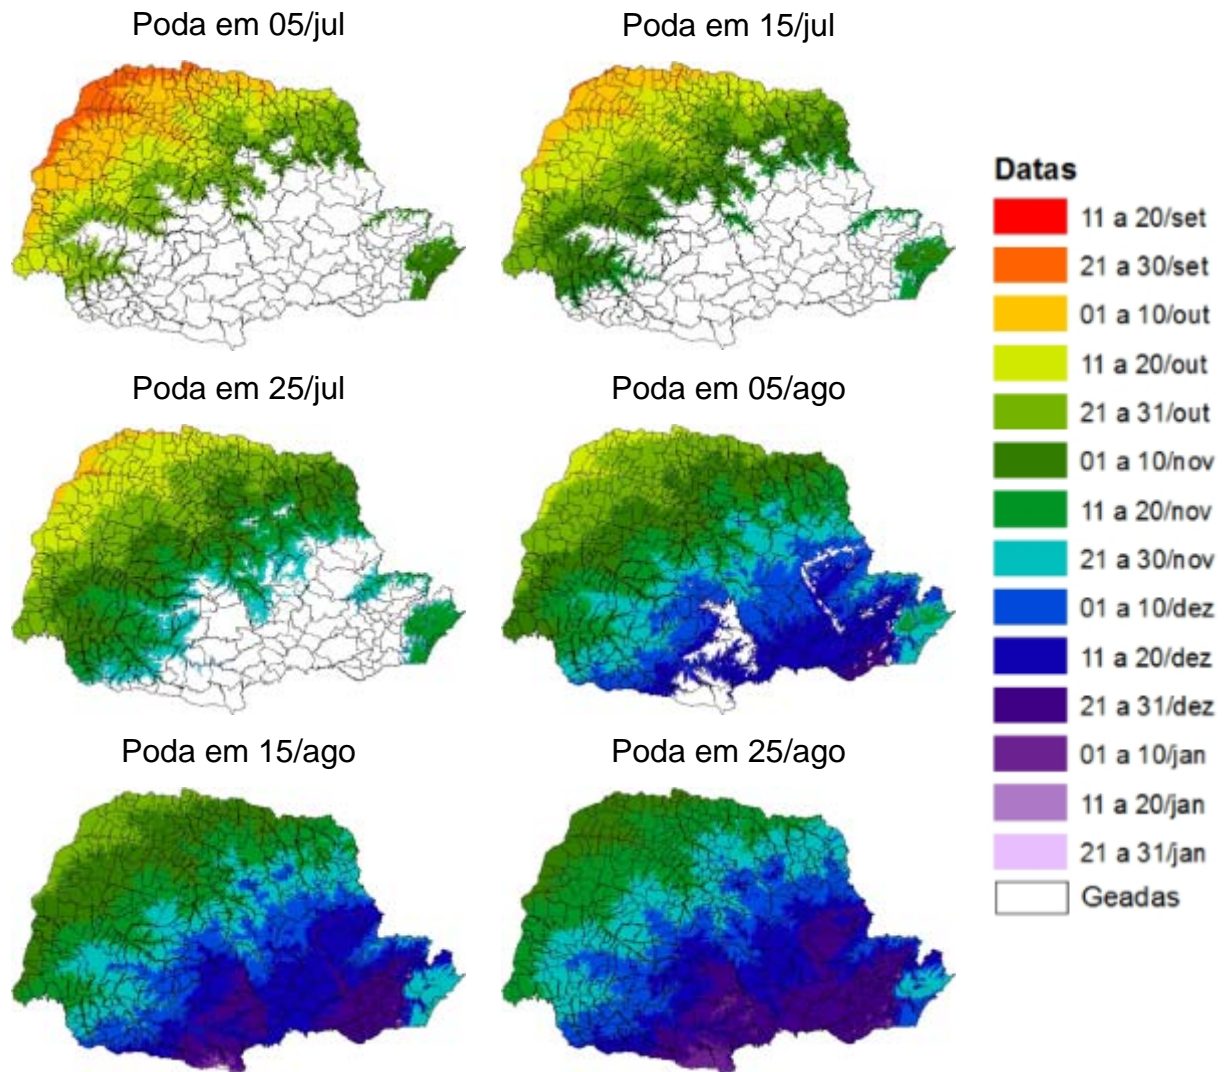 Poda em 05/jul
Poda em 15/jul
Poda em 25/jul
Poda em 05/ago
Poda em 15/ago
Poda em 25/ago
Datas
11 a 20/set
21 a 30/set
01 a 10/out
11 a 20/out
21 a 31/out
01 a 10/nov
11 a 20/nov
21 a 30/nov
01 a 10/dez
11 a 20/dez
21 a 31/dez
01 a 10/jan
11 a 20/jan
21 a 31/jan
Geadas